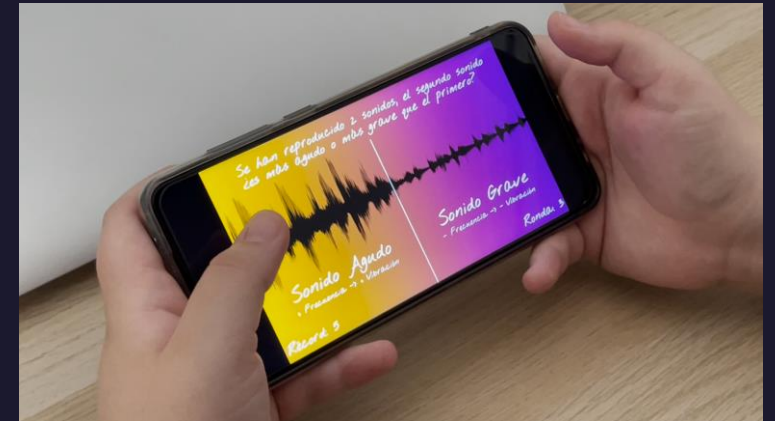 Se han reproducido 2 sonidos, el segundo sonido
¿es más agudo o más grave que el primero?
Sonido Agudo
+ Frecuencia → + Vibración
Récord 5
Sonido Grave
- Frecuencia → - Vibración
Ronda: 5